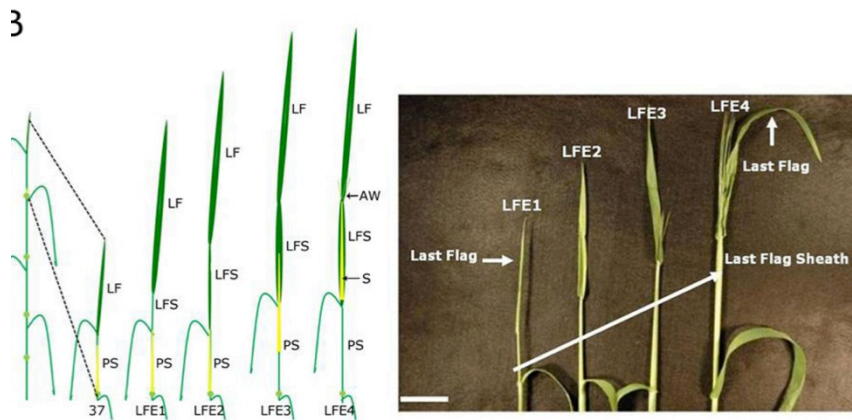 B
LF
LF
LF
LF
LF
AW
LFS
LFS
LFS
LFS
S
PS
PS
PS
PS
PS
37
LFE1
LFE2
LFE3
LFE4
LFE1
LFE2
LFE3
LFE4
Last Flag
Last Flag
Last Flag Sheath